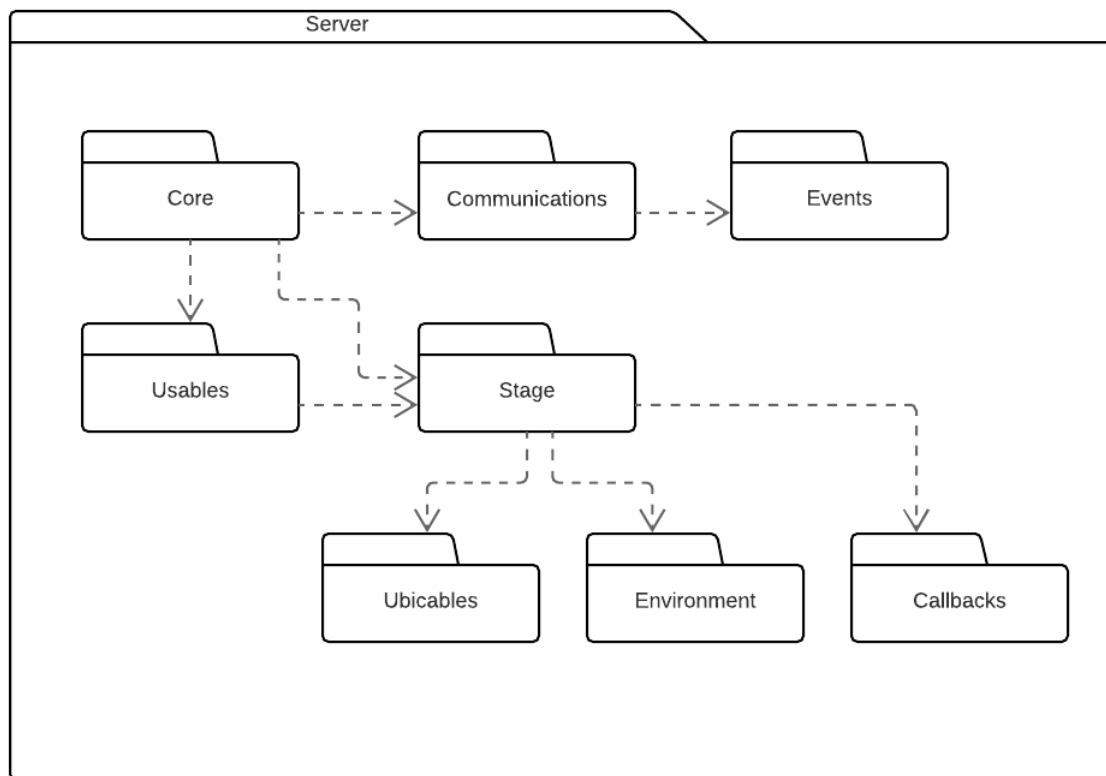 Server
Core
Communications
Events
Usables
Stage
Ubicables
Environment
Callbacks